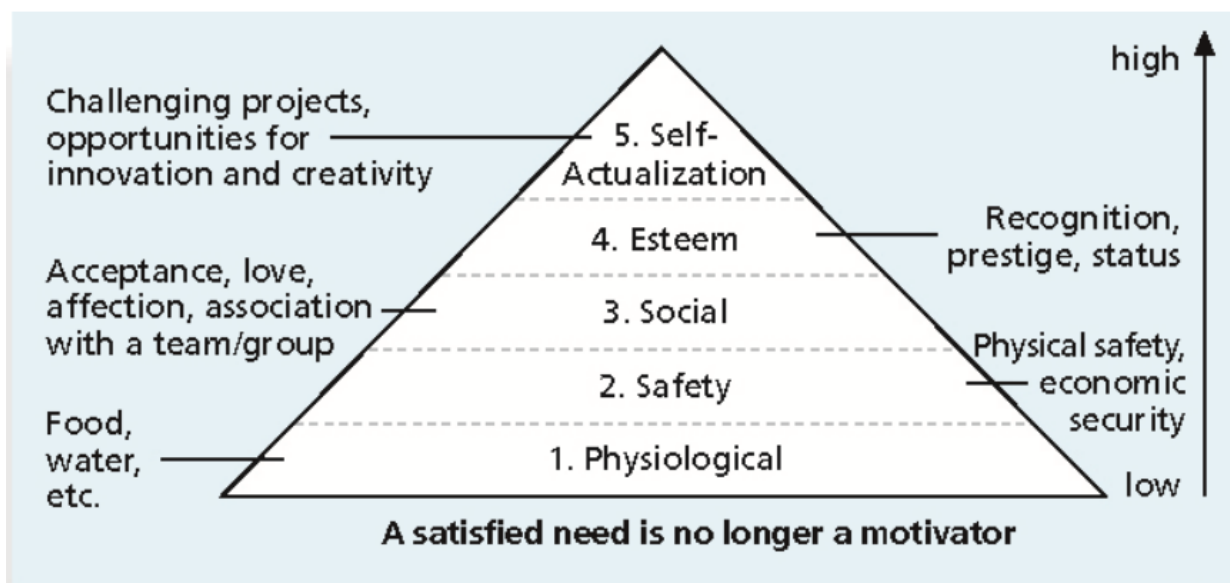 high
Challenging projects,
opportunities for
innovation and creativity
5. Self-
Actualization
4. Esteem
Recognition,
prestige, status
Acceptance, love,
affection, association
with a team/group
3. Social
2. Safety
Physical safety,
economic
security
Food,
water,
etc.
1. Physiological
low
A satisfied need is no longer a motivator